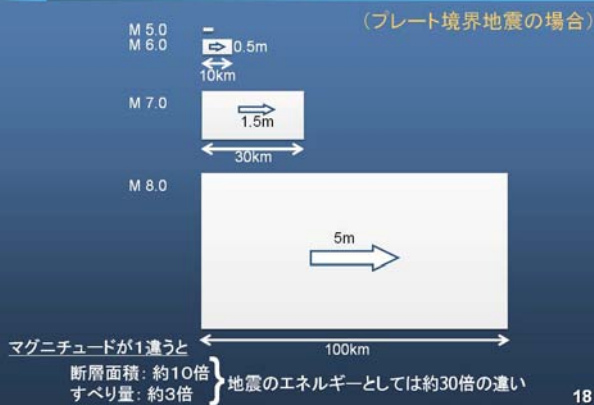 (プレート境界地震の場合)
M 5.0
M 6.0
0.5m
10km
M 7.0
1.5m
30km
M 8.0
5m
100km
マグニチュードが1違うと
断層面積: 約10倍
すべり量: 約3倍
}地震のエネルギーとしては約30倍の違い
18